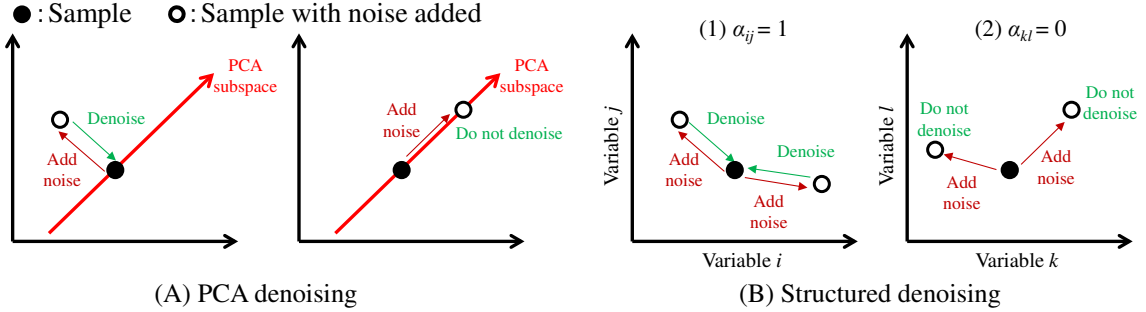 : Sample : Sample with noise added
PCA
subspace
Denoise
Add
noise
PCA
subspace
Add
noise
Do not denoise
(A) PCA denoising
(1) αij = 1
Variable j
Denoise
Add
noise
Denoise
Add
noise
Variable i
(2) αkl = 0
Variable l
Do not
denoise
Do not
denoise
Add
noise
Add
noise
Variable k
(B) Structured denoising